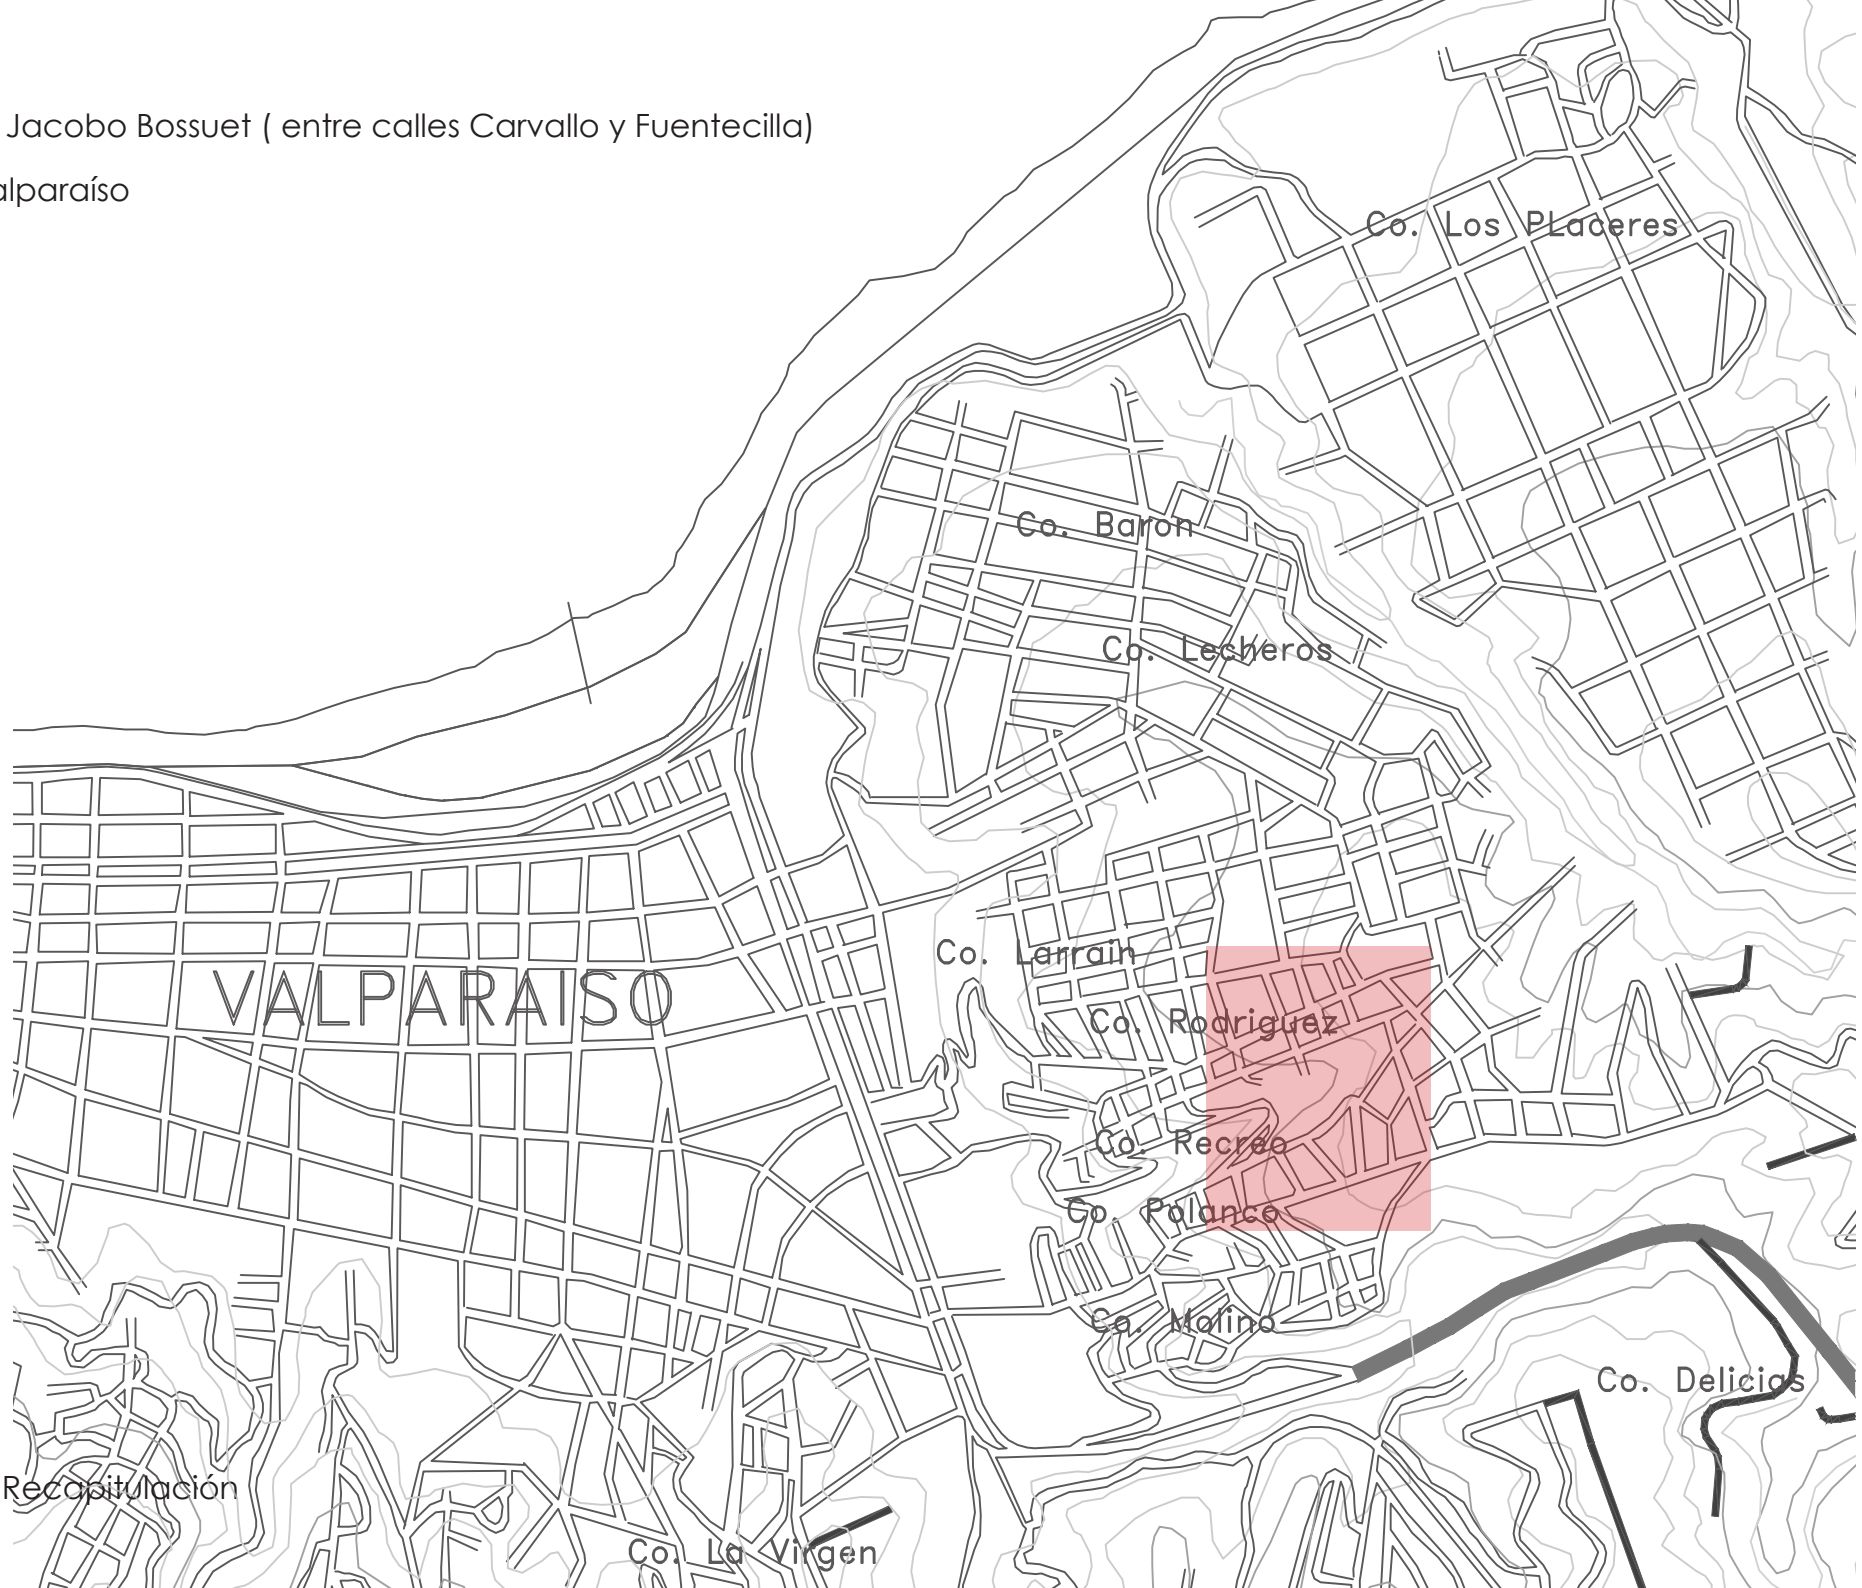 Jacobo Bossuet ( entre calles Carvallo y Fuentecilla)
alparaíso
Co. Los PLaceres
Co. Baron
Co. Lecheros
Co. Larrain
VALPARAISO
Co. Rodriguez
Co. Recreo
Co. Polanco
Co. Molino
Co. Delicias
Recapitulación
Co. La Virgen